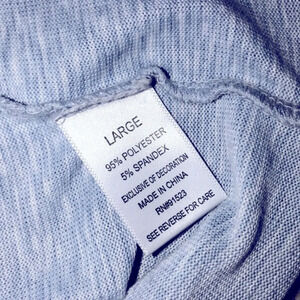 LARGE
95% POLYESTER
5% SPANDEX
EXCLUSIVE OF DECORATION
MADE IN CHINA
RN#91523
SEE REVERSE FOR CARE